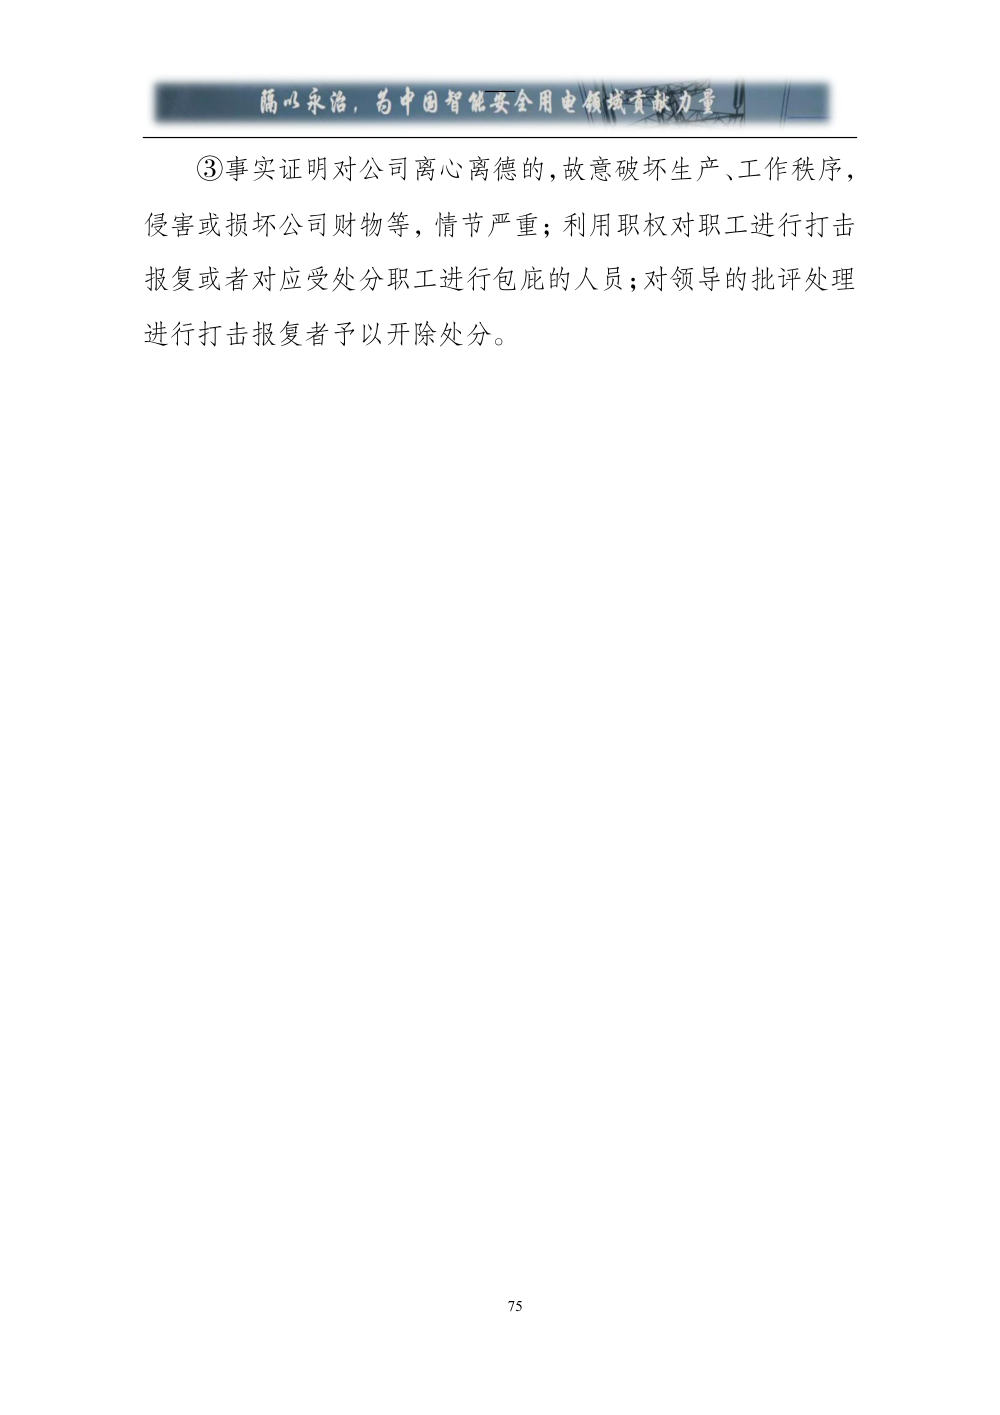 隔以永治，为中国智能安全用电领域贡献力量
③事实证明对公司离心离德的，故意破坏生产、工作秩序，
侵害或损坏公司财物等，情节严重；利用职权对职工进行打击
报复或者对应受处分职工进行包庇的人员；对领导的批评处理
进行打击报复者予以开除处分。
75